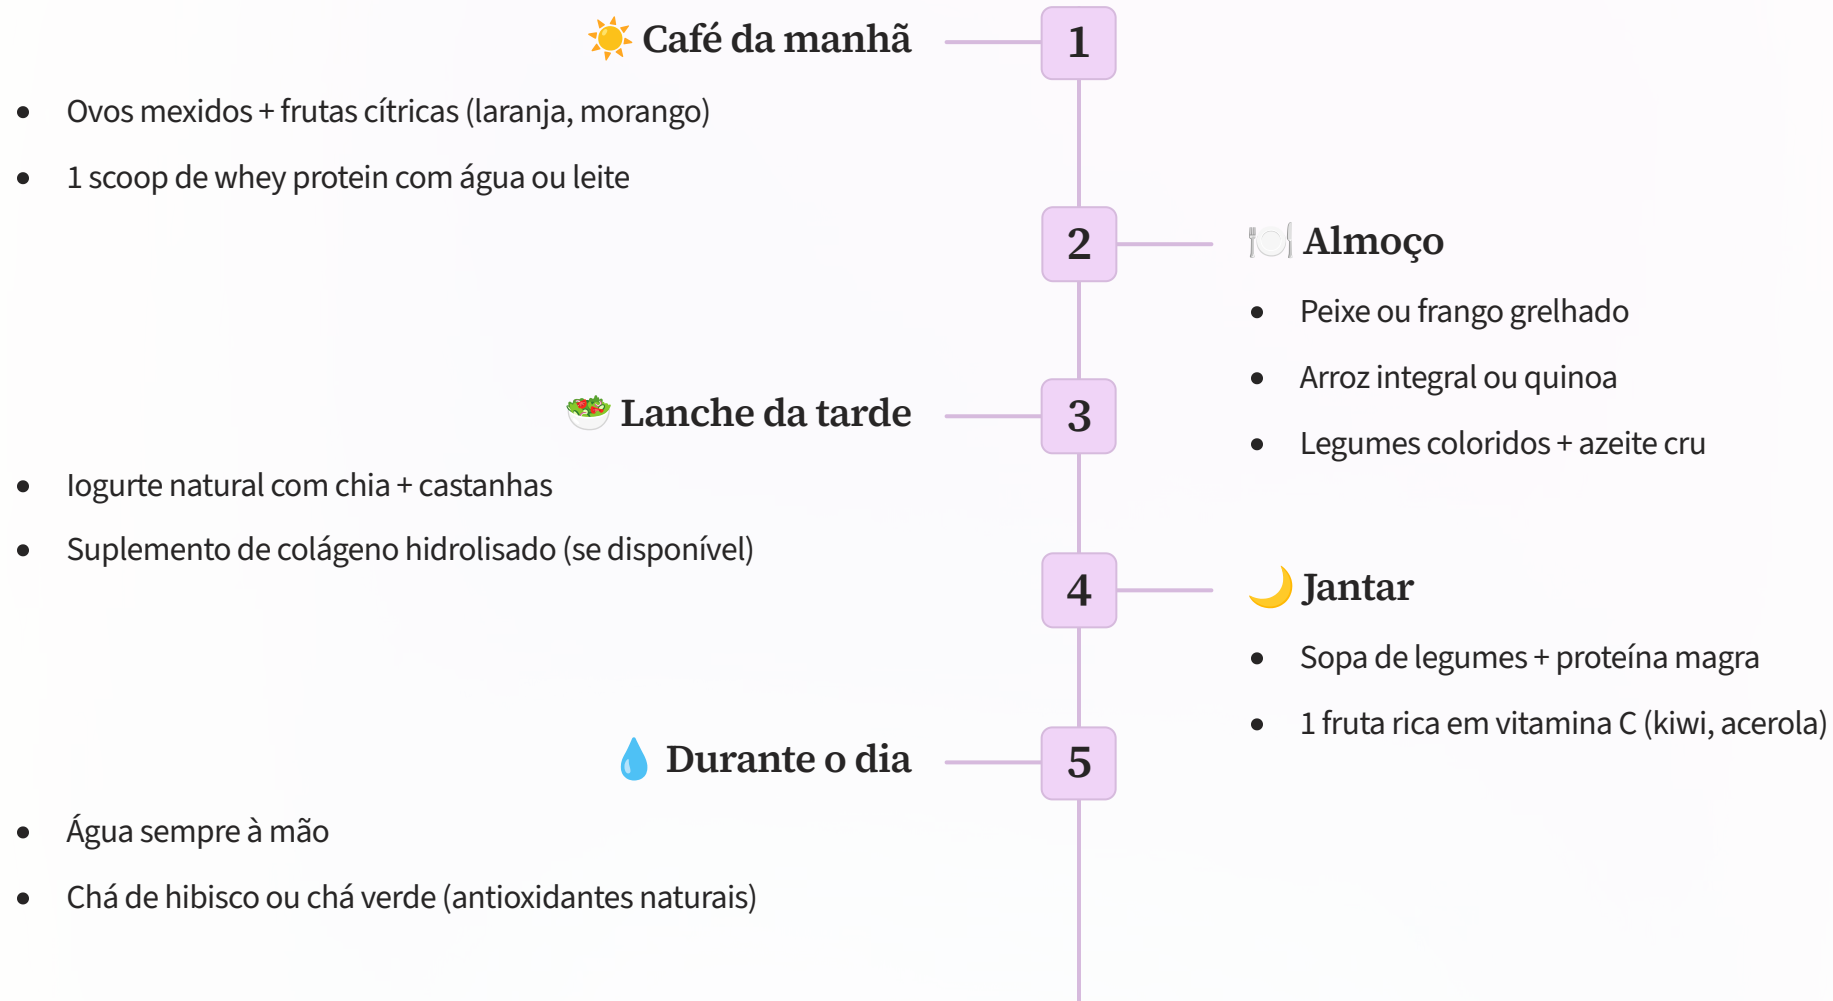 ☀️ Café da manhã
1
Ovos mexidos + frutas cítricas (laranja, morango)
1 scoop de whey protein com água ou leite
2
🍽️ Almoço
Peixe ou frango grelhado
Arroz integral ou quinoa
Legumes coloridos + azeite cru
🥗 Lanche da tarde
3
Iogurte natural com chia + castanhas
Suplemento de colágeno hidrolisado (se disponível)
4
🌙 Jantar
Sopa de legumes + proteína magra
1 fruta rica em vitamina C (kiwi, acerola)
💧 Durante o dia
5
Água sempre à mão
Chá de hibisco ou chá verde (antioxidantes naturais)